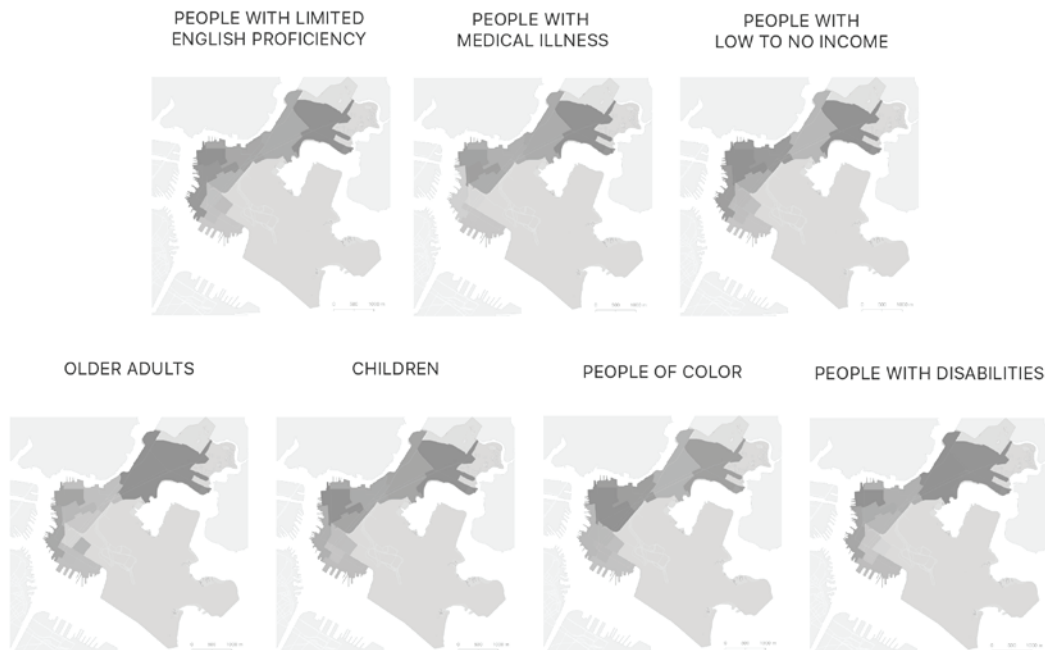 PEOPLE WITH LIMITED
ENGLISH PROFICIENCY
PEOPLE WITH
MEDICAL ILLNESS
PEOPLE WITH
LOW TO NO INCOME
OLDER ADULTS
CHILDREN
PEOPLE OF COLOR
PEOPLE WITH DISABILITIES